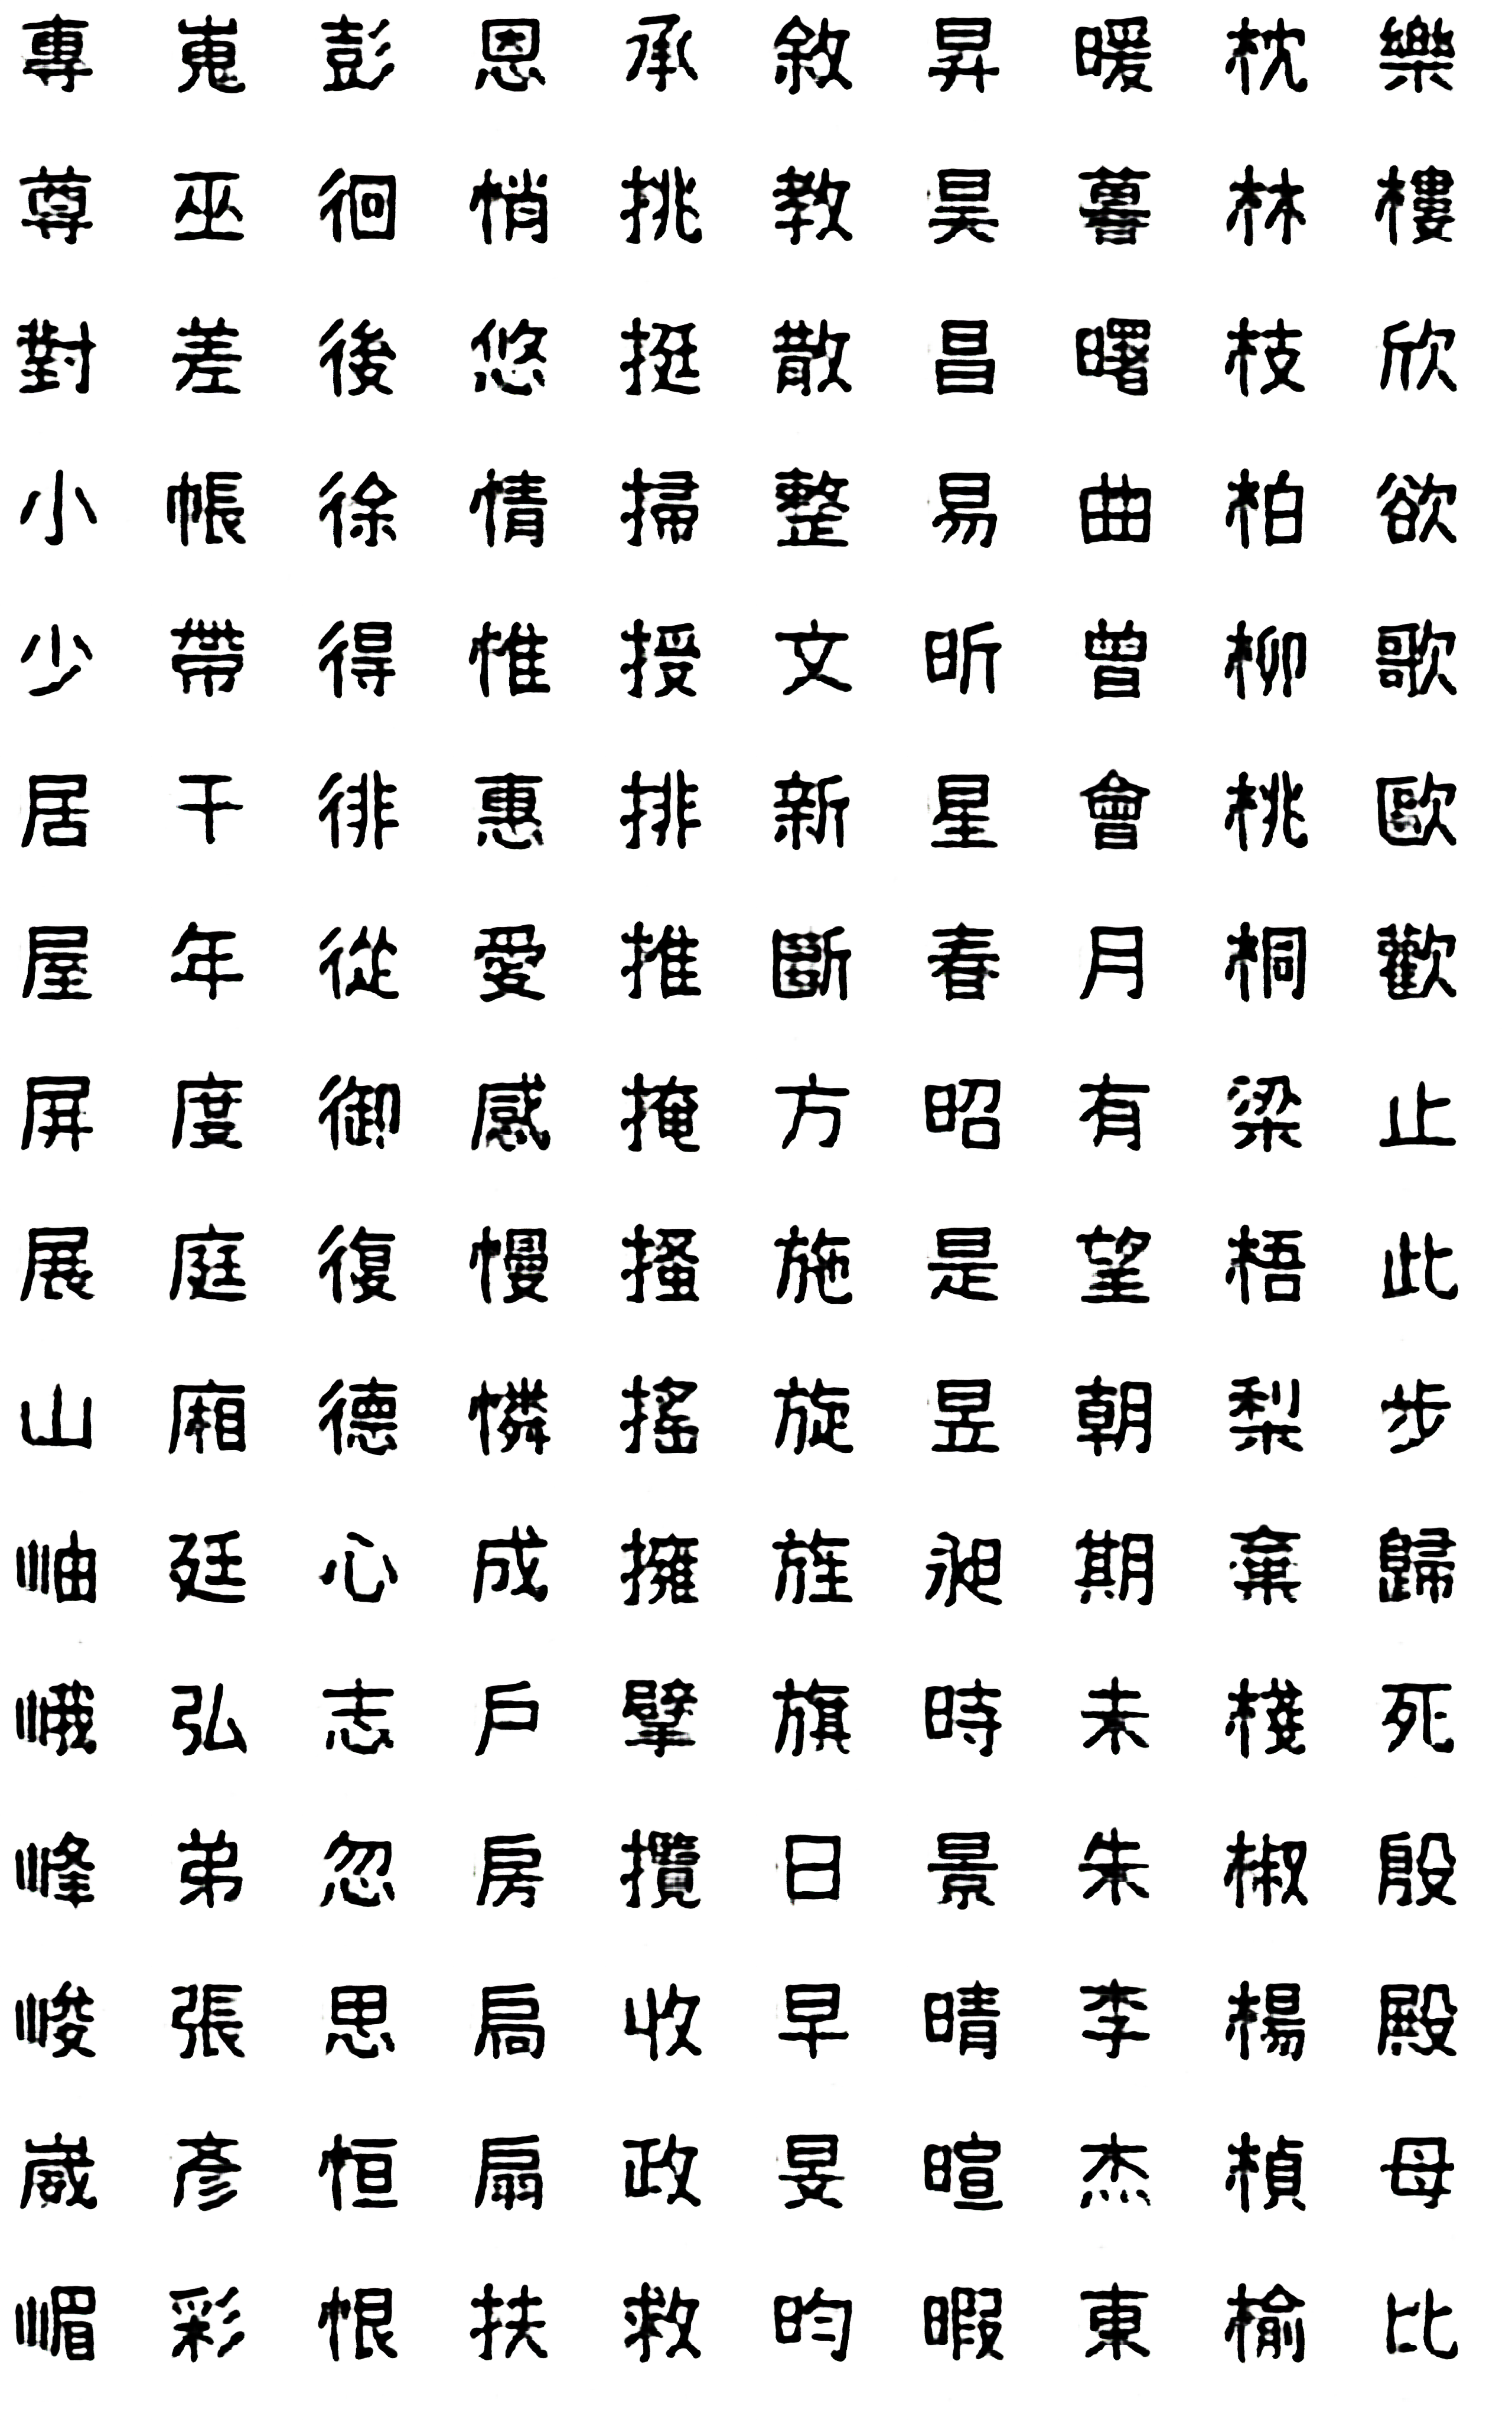 專尊對小少居屋屏展山岫峨峰峻崴嵋
嵬巫差帳帶干年度庭廂廷弘弟張彥彩
彭徊後徐得徘從御復德心志忽思恒恨
恩悄悠情惟惠愛感慢憐成戶房扃扇扶
承挑挺掃授排推掩搔搖擁擘攬收政救
敘教散整文新斷方施旋旌旗日早旻昀
昇昊昌易昕星春昭是昱昶時景晴暄暇
暖暮曙曲曾會月有望朝期未朱李杰東
枕林枝柏柳桃桐梁梧梨棄棧椒楊楨榆
樂樓欣欲歌歐歡止此步歸死殷殿母比